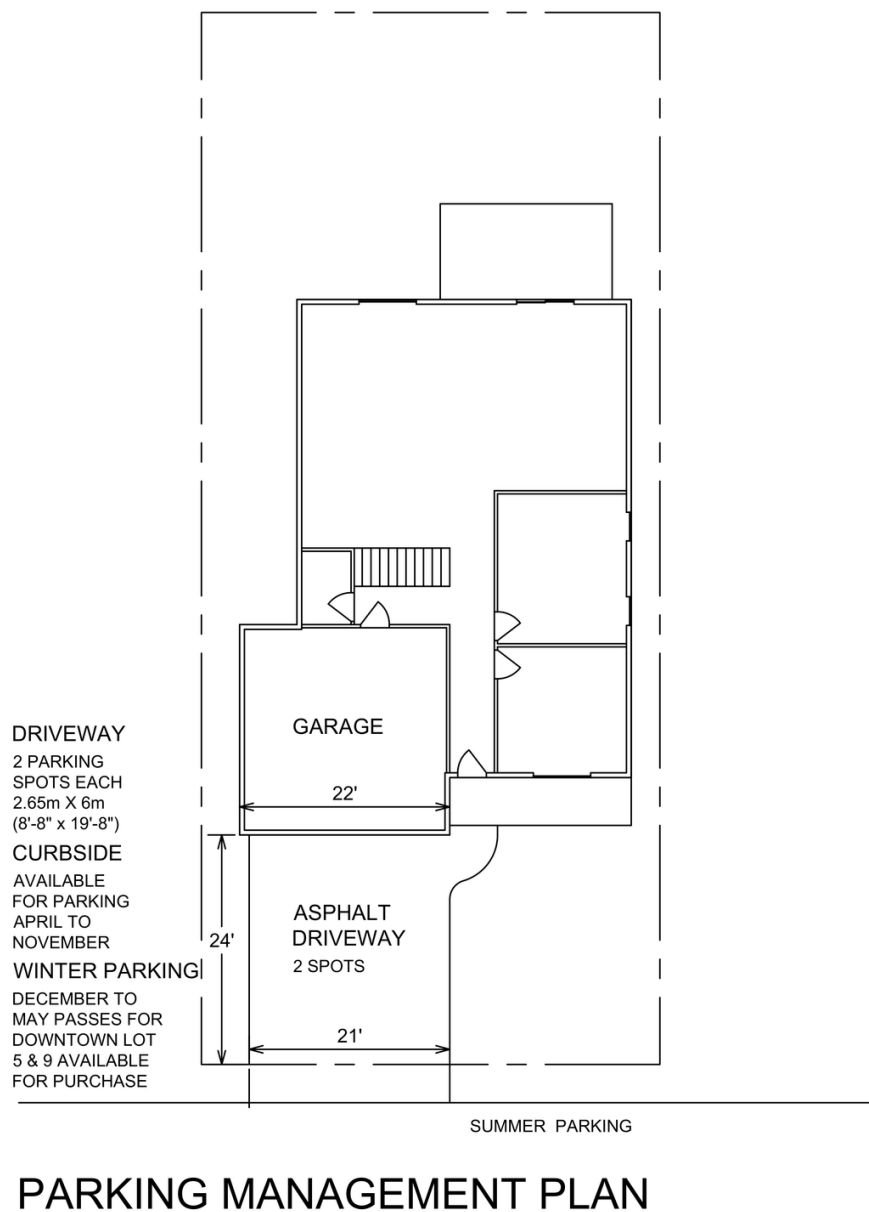 GARAGE
22'
DRIVEWAY
2 PARKING
SPOTS EACH
2.65m X 6m
(8'-8" x 19'-8")
CURBSIDE
AVAILABLE
FOR PARKING
APRIL TO
NOVEMBER
WINTER PARKING
DECEMBER TO
MAY PASSES FOR
DOWNTOWN LOT
5 & 9 AVAILABLE
FOR PURCHASE
24'
ASPHALT
DRIVEWAY
2 SPOTS
21'
SUMMER PARKING
PARKING MANAGEMENT PLAN